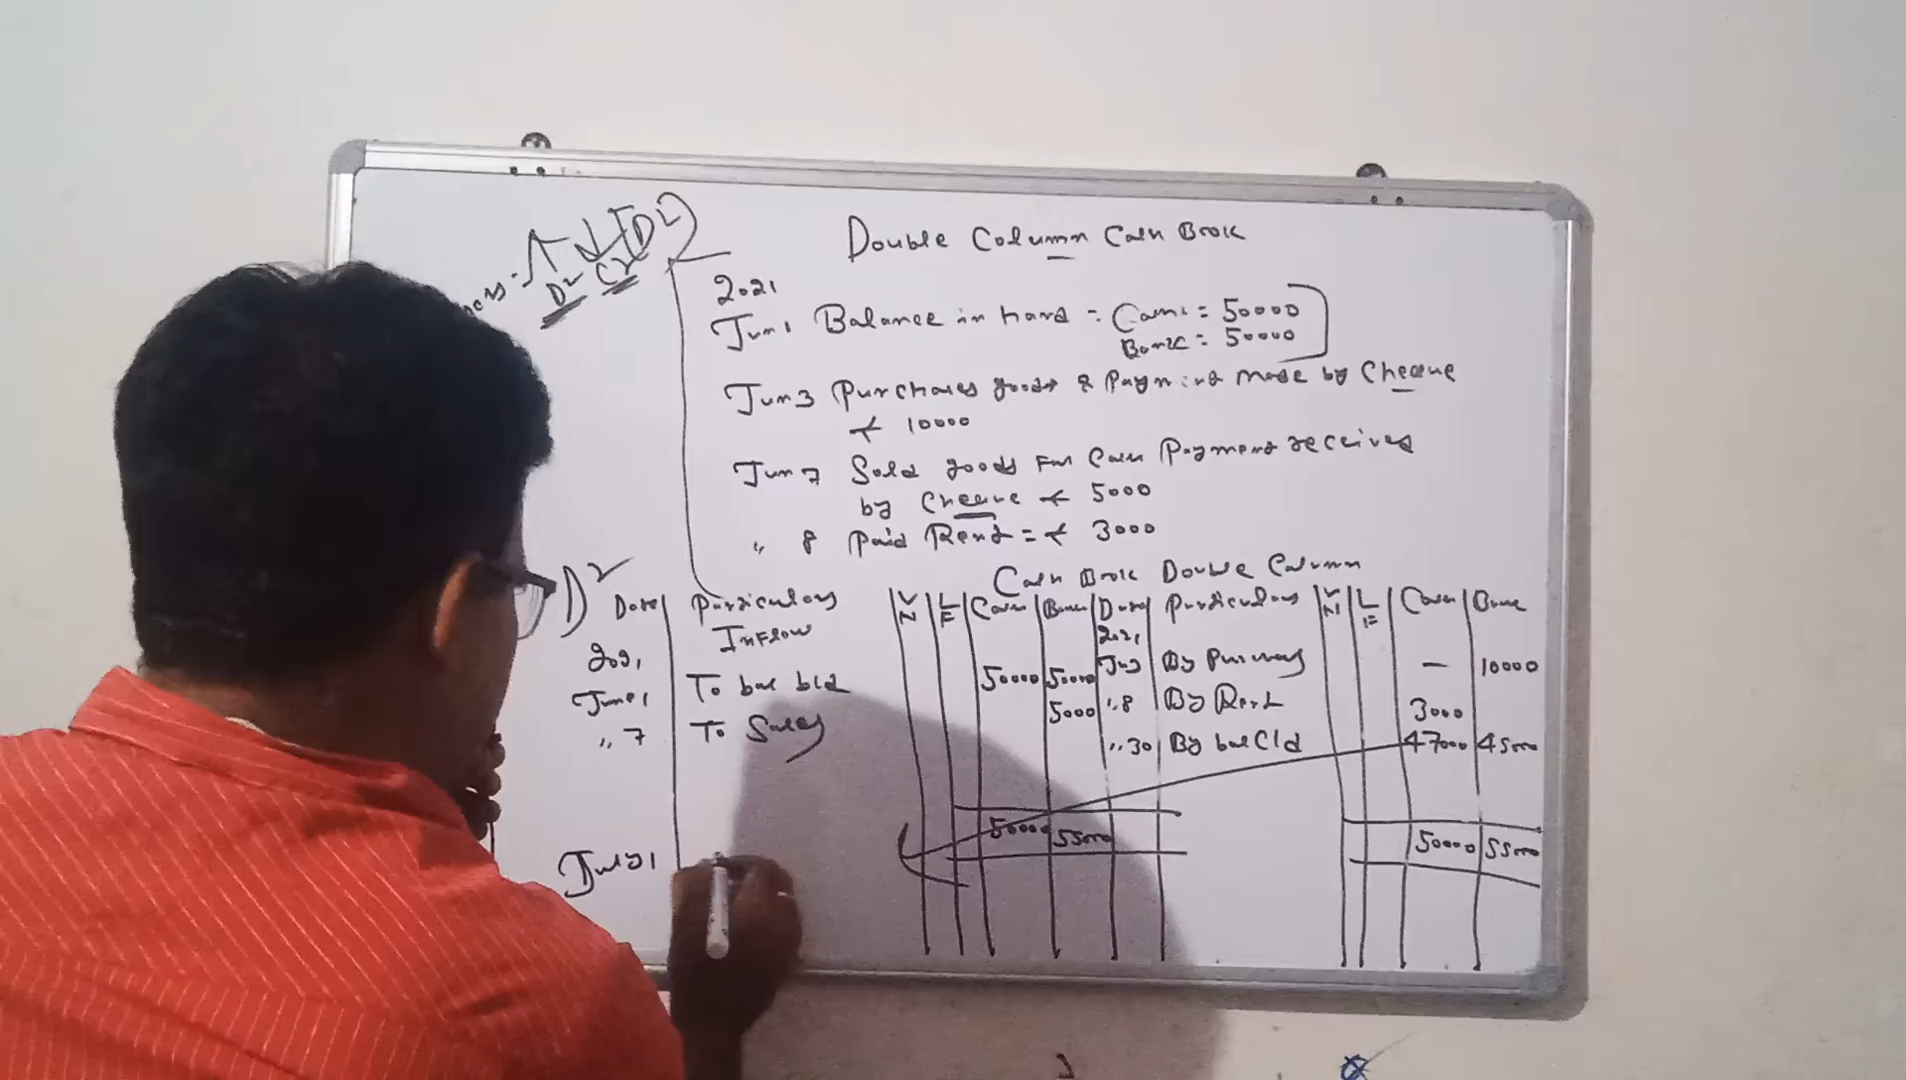 Double Column Cash Book
2021
Jun 1 Balance in hand = Cash = 50000
Bank = 50000
Jun 3 Purchases goods & Payment made by Cheque
₹ 10000
Jun 7 Sold goods For Cash Payment received
by Cheque ₹ 5000
,, 8 Paid Rent = ₹ 3000
Cash Book Double Column
Date Particulars V N L F Cash Bank Date Particulars V N L F Cash Bank
Inflow 2021
2021 Jun 3 By Purchases — 10000
June 1 To bal b/d 50000 50000
,, 7 To Sales 5000
,, 8 By Rent 3000
,, 30 By bal C/d 47000 45000
50000 55000 50000 55000
July 1